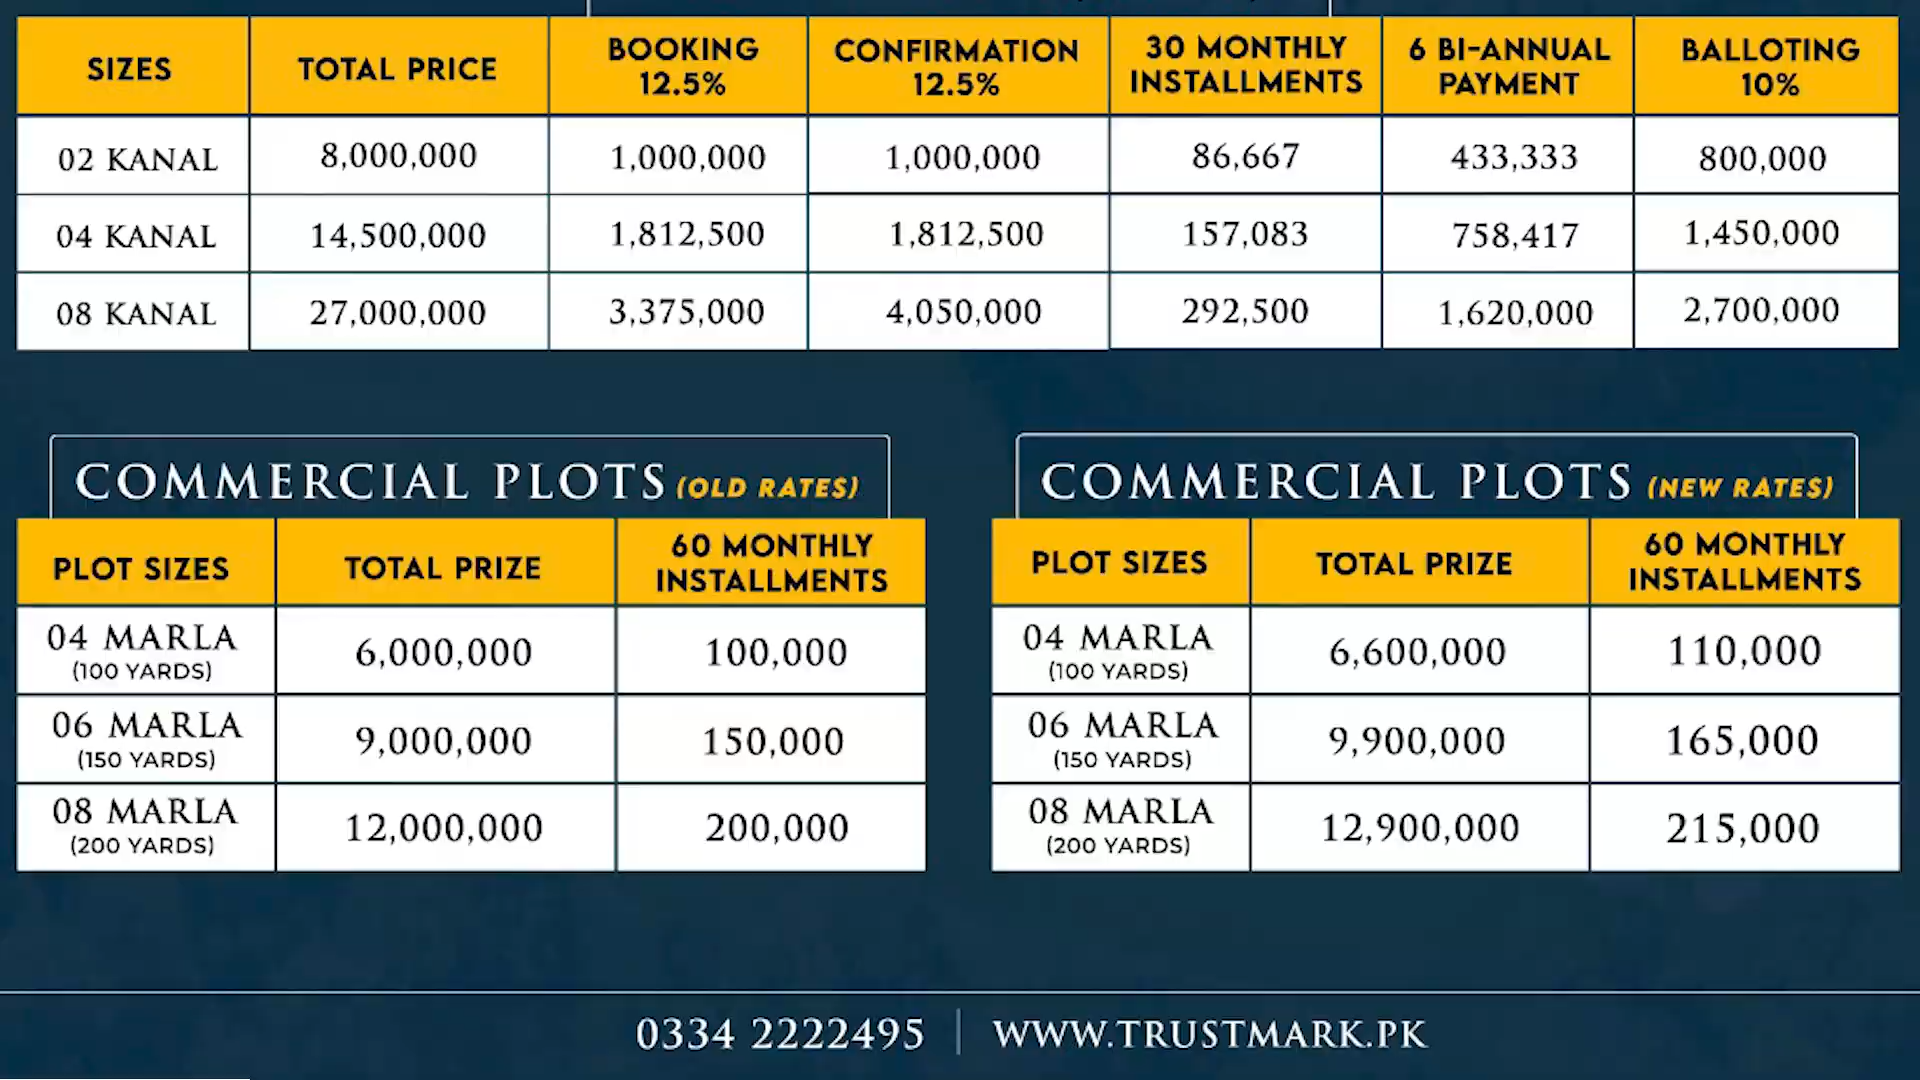 SIZES TOTAL PRICE BOOKING 12.5% CONFIRMATION 12.5% 30 MONTHLY INSTALLMENTS 6 BI-ANNUAL PAYMENT BALLOTING 10%
02 KANAL 8,000,000 1,000,000 1,000,000 86,667 433,333 800,000
04 KANAL 14,500,000 1,812,500 1,812,500 157,083 758,417 1,450,000
08 KANAL 27,000,000 3,375,000 4,050,000 292,500 1,620,000 2,700,000
COMMERCIAL PLOTS (OLD RATES)
PLOT SIZES TOTAL PRIZE 60 MONTHLY INSTALLMENTS
04 MARLA (100 YARDS) 6,000,000 100,000
06 MARLA (150 YARDS) 9,000,000 150,000
08 MARLA (200 YARDS) 12,000,000 200,000
COMMERCIAL PLOTS (NEW RATES)
PLOT SIZES TOTAL PRIZE 60 MONTHLY INSTALLMENTS
04 MARLA (100 YARDS) 6,600,000 110,000
06 MARLA (150 YARDS) 9,900,000 165,000
08 MARLA (200 YARDS) 12,900,000 215,000
0334 2222495 | WWW.TRUSTMARK.PK